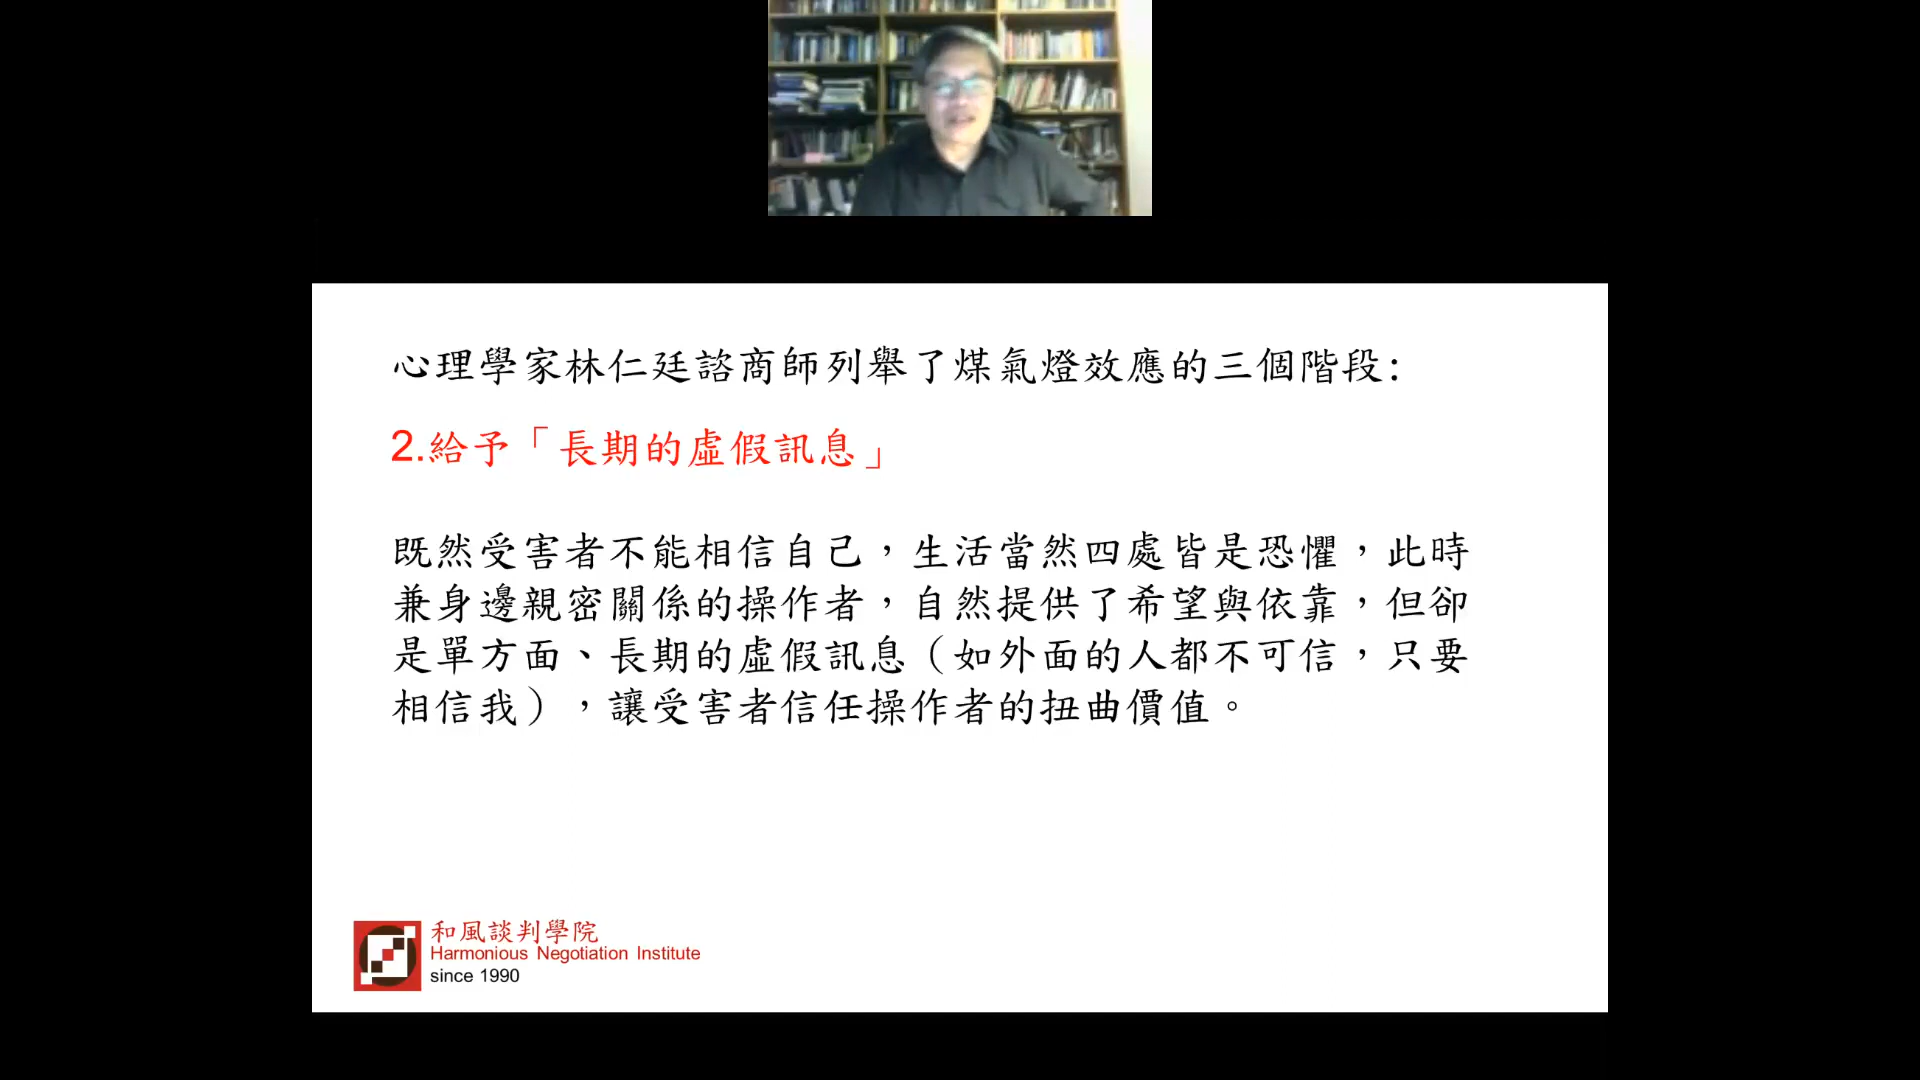 心理學家林仁廷諮商師列舉了煤氣燈效應的三個階段:
2.給予「長期的虛假訊息」
既然受害者不能相信自己，生活當然四處皆是恐懼，此時
兼身邊親密關係的操作者，自然提供了希望與依靠，但卻
是單方面、長期的虛假訊息（如外面的人都不可信，只要
相信我），讓受害者信任操作者的扭曲價值。
和風談判學院
Harmonious Negotiation Institute
since 1990